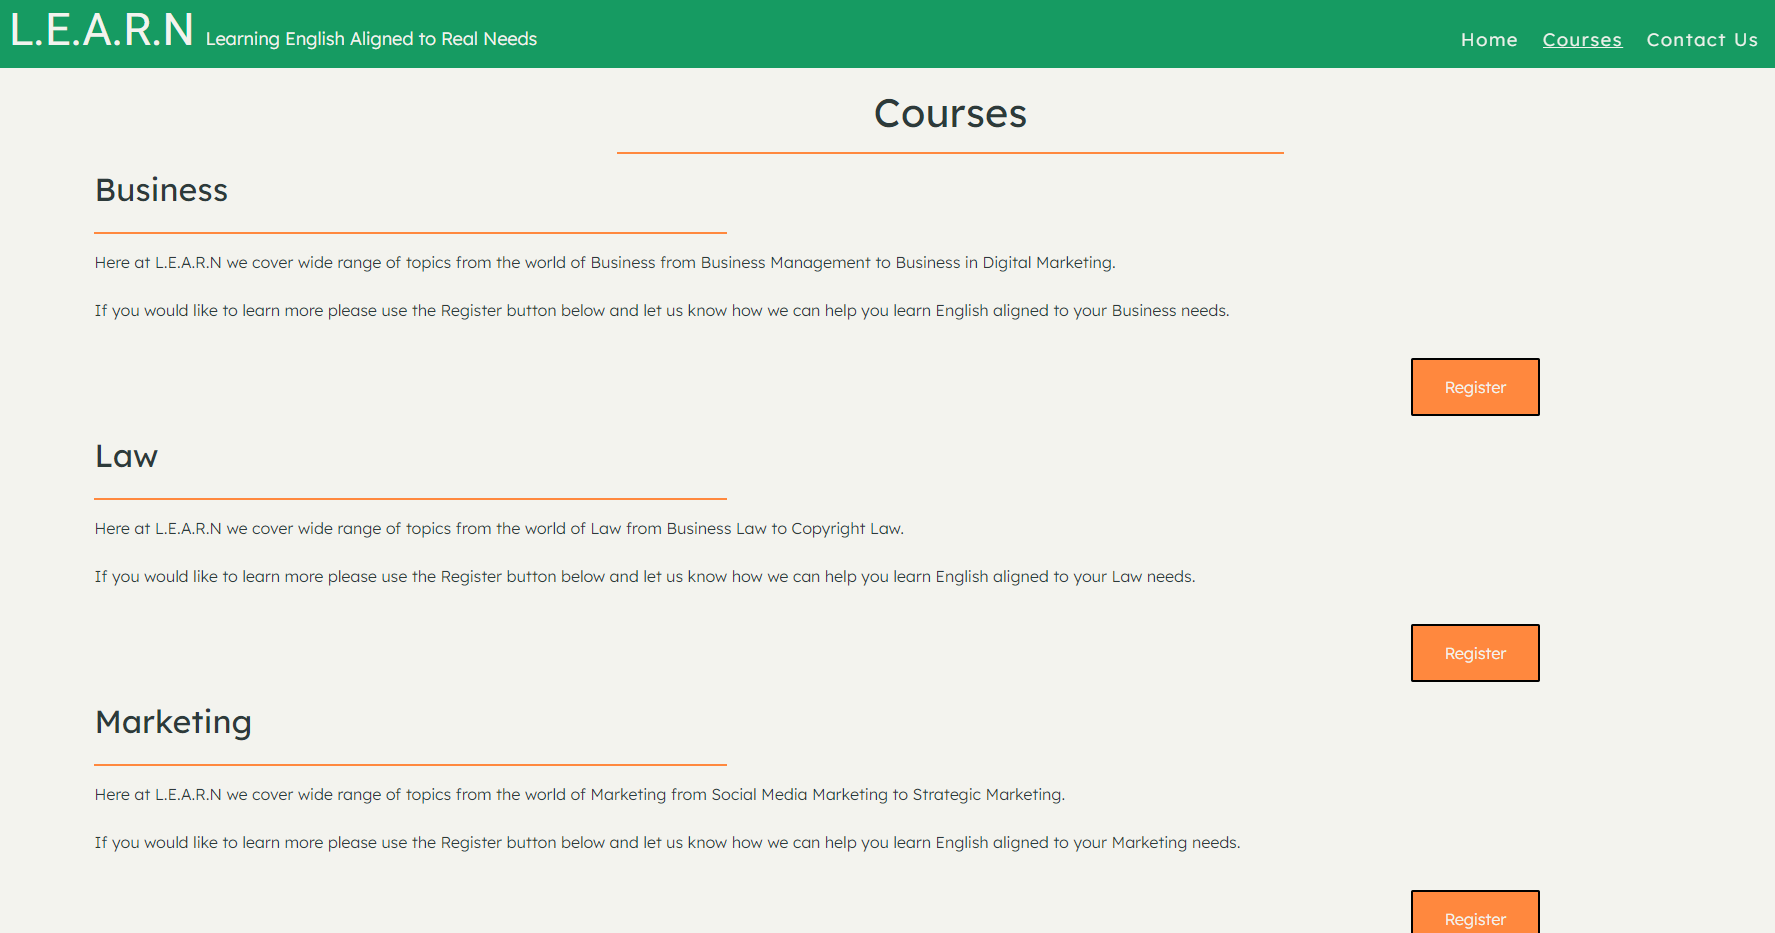 L.E.A.R.N Learning English Aligned to Real Needs
Home Courses Contact Us
Courses
Business
Here at L.E.A.R.N we cover wide range of topics from the world of Business from Business Management to Business in Digital Marketing.
If you would like to learn more please use the Register button below and let us know how we can help you learn English aligned to your Business needs.
Register
Law
Here at L.E.A.R.N we cover wide range of topics from the world of Law from Business Law to Copyright Law.
If you would like to learn more please use the Register button below and let us know how we can help you learn English aligned to your Law needs.
Register
Marketing
Here at L.E.A.R.N we cover wide range of topics from the world of Marketing from Social Media Marketing to Strategic Marketing.
If you would like to learn more please use the Register button below and let us know how we can help you learn English aligned to your Marketing needs.
Register